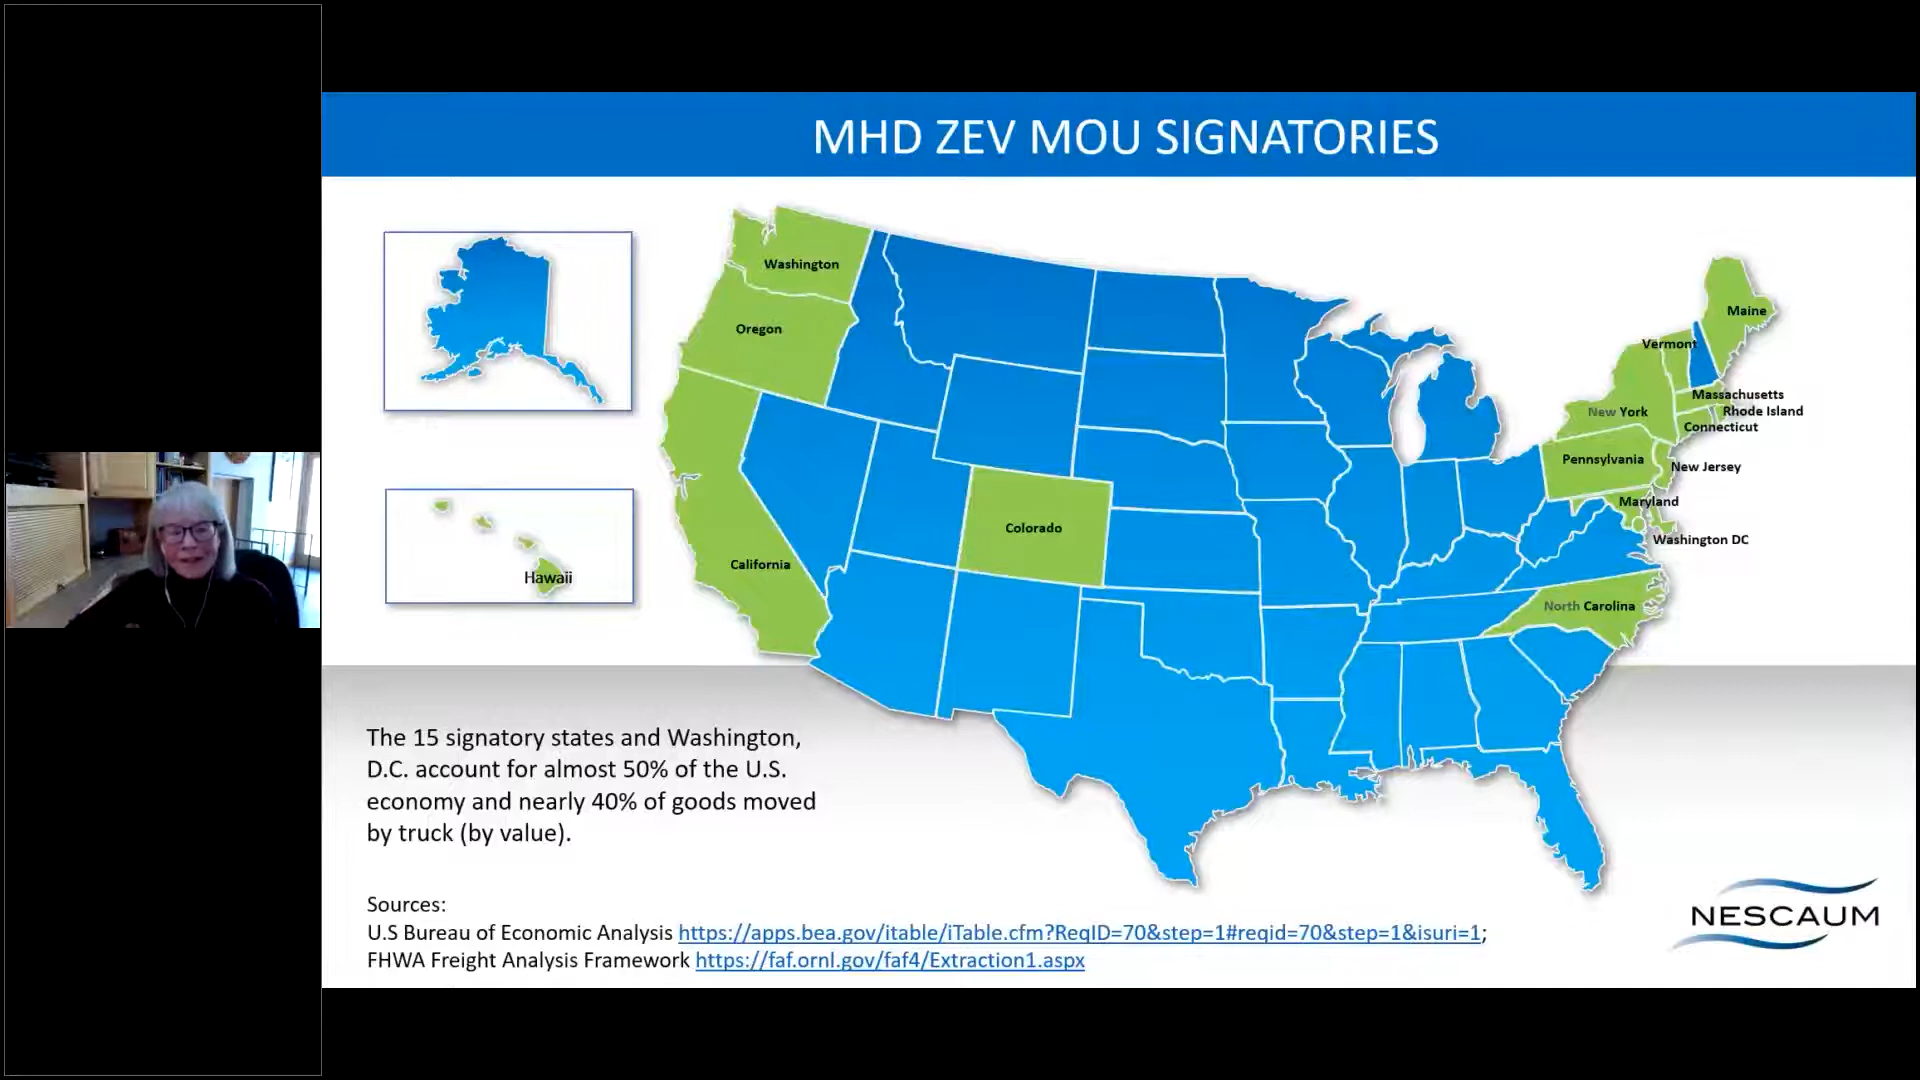 MHD ZEV MOU SIGNATORIES
Washington
Oregon
California
Colorado
Hawaii
Maine
Vermont
Massachusetts
New York
Rhode Island
Connecticut
Pennsylvania
New Jersey
Maryland
Washington DC
North Carolina
The 15 signatory states and Washington,
D.C. account for almost 50% of the U.S.
economy and nearly 40% of goods moved
by truck (by value).
Sources:
U.S Bureau of Economic Analysis https://apps.bea.gov/itable/iTable.cfm?ReqID=70&step=1#reqid=70&step=1&isuri=1;
FHWA Freight Analysis Framework https://faf.ornl.gov/faf4/Extraction1.aspx
NESCAUM